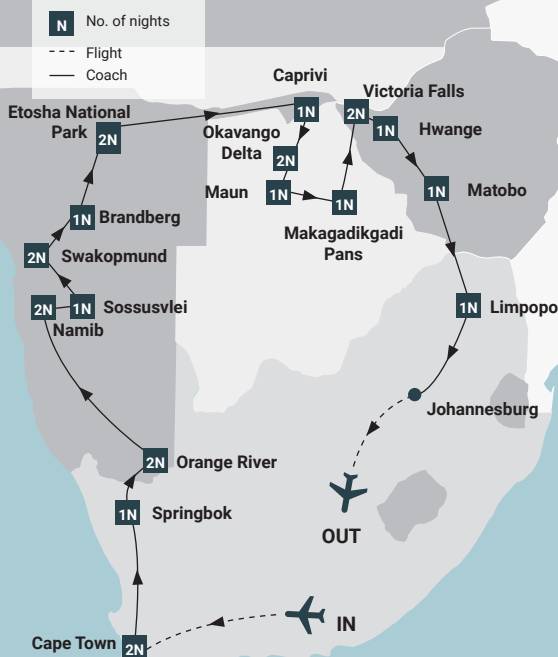 N No. of nights
Flight
Coach
Caprivi
1N
Victoria Falls
2N
Etosha National
Park
2N
Okavango
Delta
2N
1N
Hwange
Maun
1N
1N
Matobo
1N
Makagadikgadi
Pans
1N
Brandberg
2N
Swakopmund
2N
1N
Sossusvlei
Namib
1N
Limpopo
Johannesburg
2N
Orange River
1N
Springbok
OUT
IN
Cape Town
2N